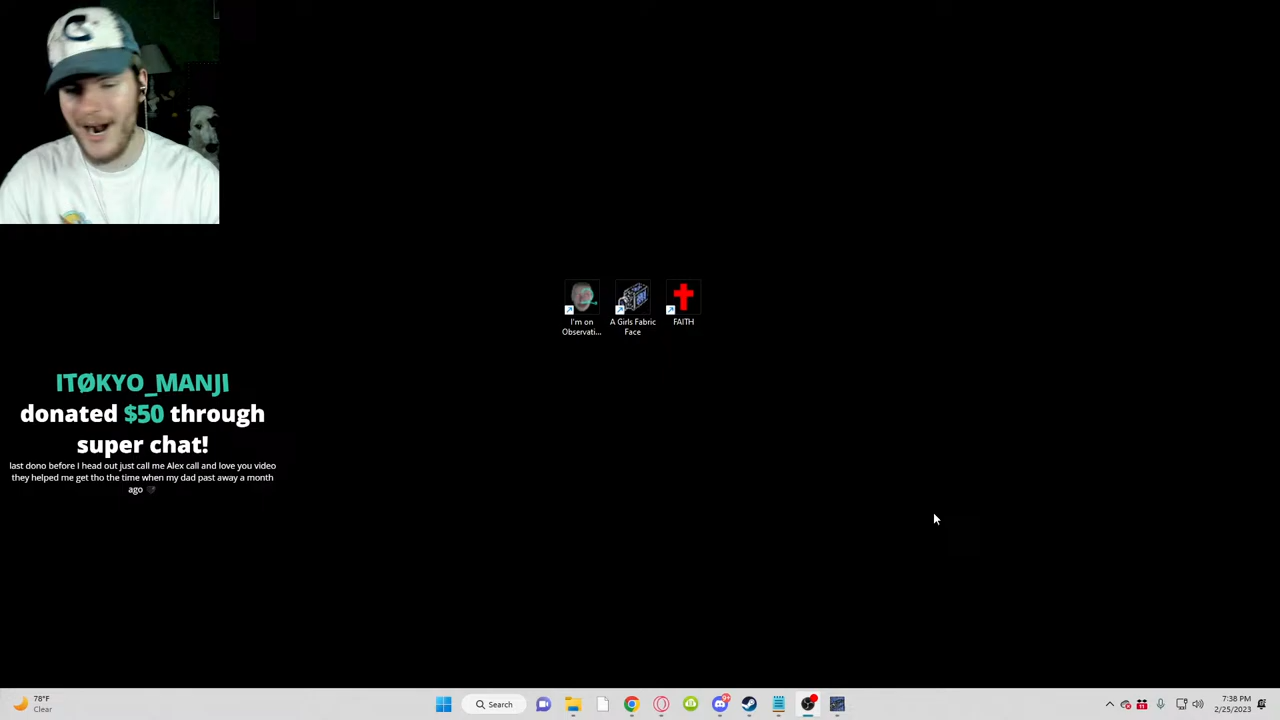 I'm on
Observati...
A Girls Fabric
Face
FAITH
ITØKYO_MANJI
donated $50 through
super chat!
last dono before I head out just call me Alex call and love you video
they helped me get tho the time when my dad past away a month
ago 🖤
78°F
Clear
Search
9+
7:38 PM
2/25/2023